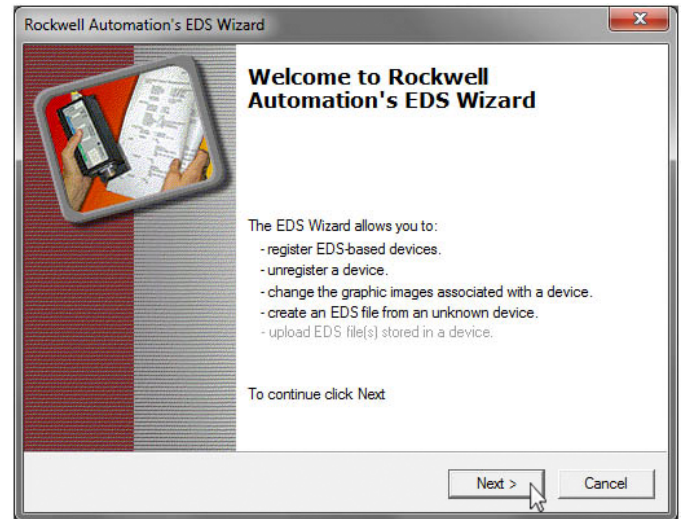 Rockwell Automation's EDS Wizard
Welcome to Rockwell
Automation's EDS Wizard
The EDS Wizard allows you to:
- register EDS-based devices.
- unregister a device.
- change the graphic images associated with a device.
- create an EDS file from an unknown device.
- upload EDS file(s) stored in a device.
To continue click Next
Next >
Cancel